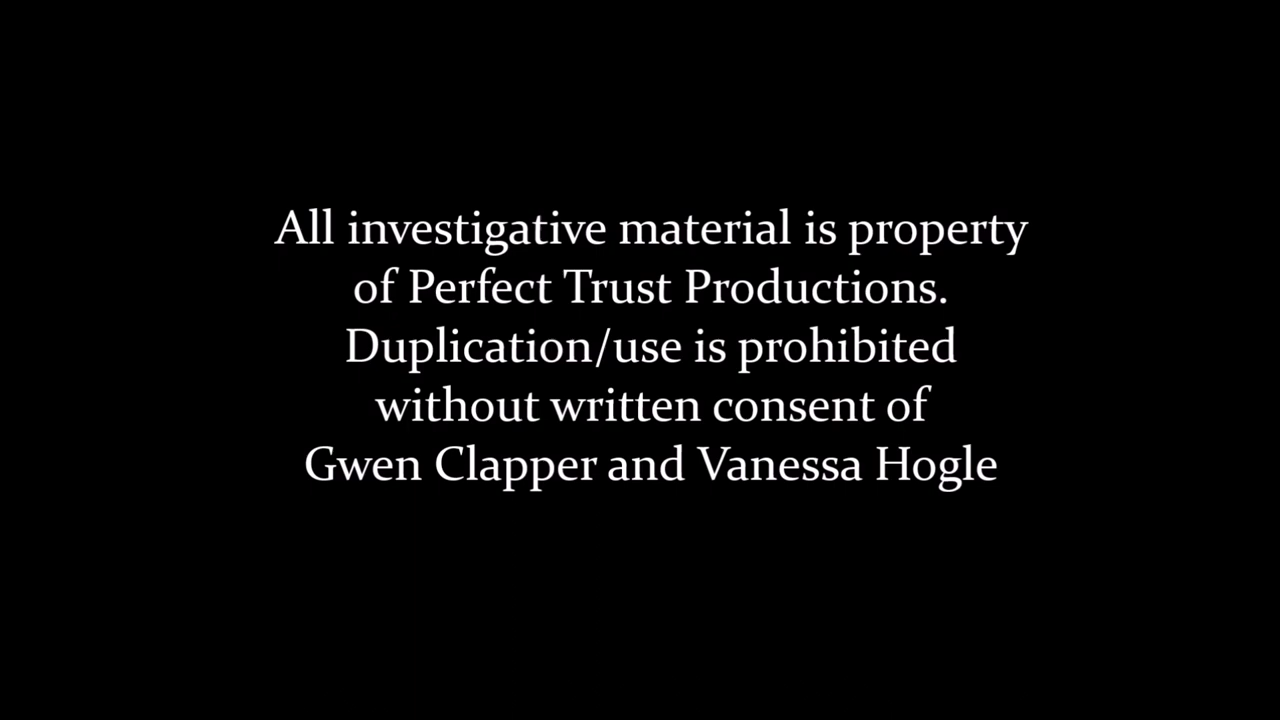 All investigative material is property
of Perfect Trust Productions.
Duplication/use is prohibited
without written consent of
Gwen Clapper and Vanessa Hogle